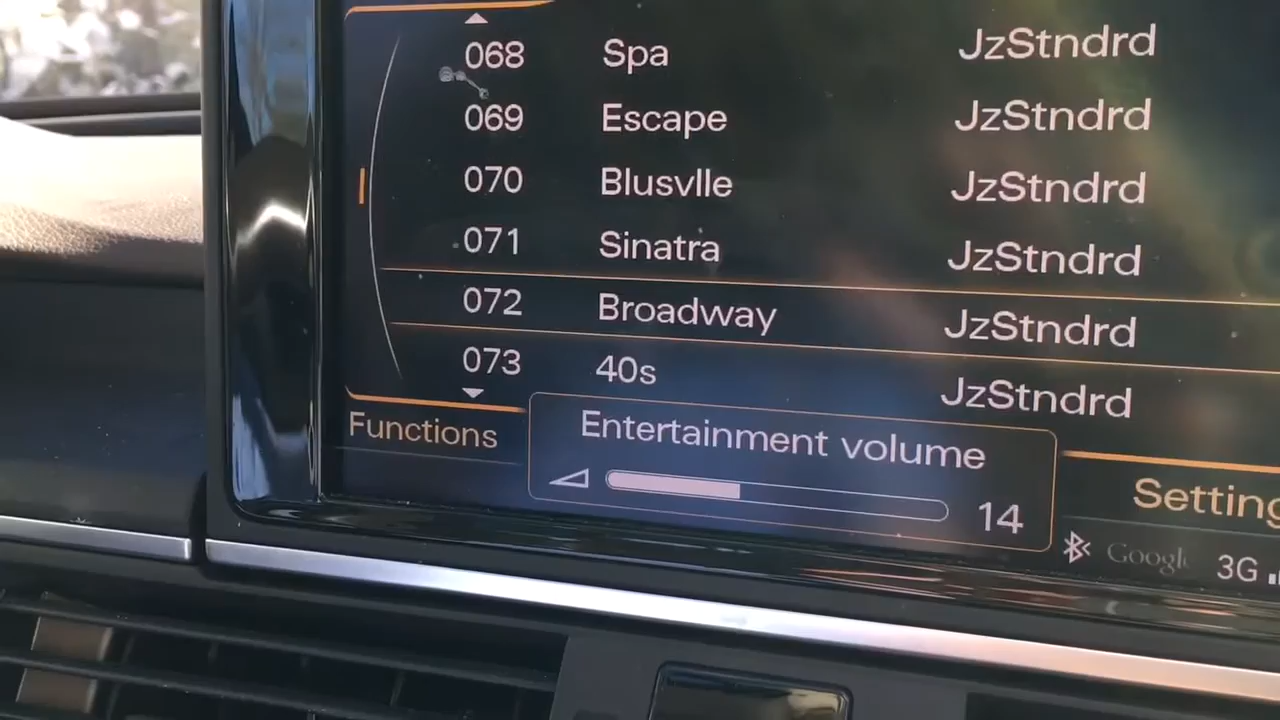 068 Spa JzStndrd
069 Escape JzStndrd
070 Blusvlle JzStndrd
071 Sinatra JzStndrd
072 Broadway JzStndrd
073 40s JzStndrd
Functions Entertainment volume
14 Setting
Google 3G